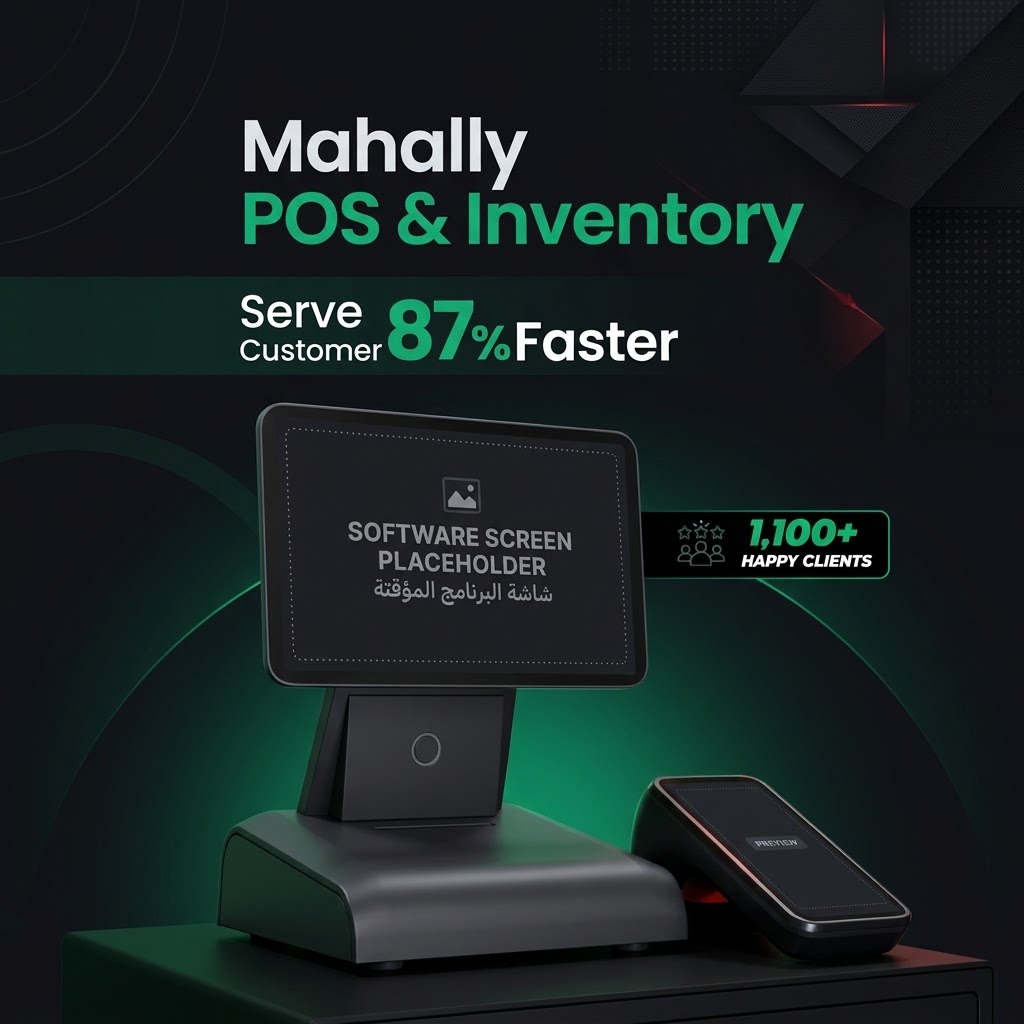 Mahally
POS & Inventory
Serve
Customer
87% Faster
SOFTWARE SCREEN
PLACEHOLDER
شاشة البرنامج المؤقتة
1,100+
HAPPY CLIENTS
PREVIEW